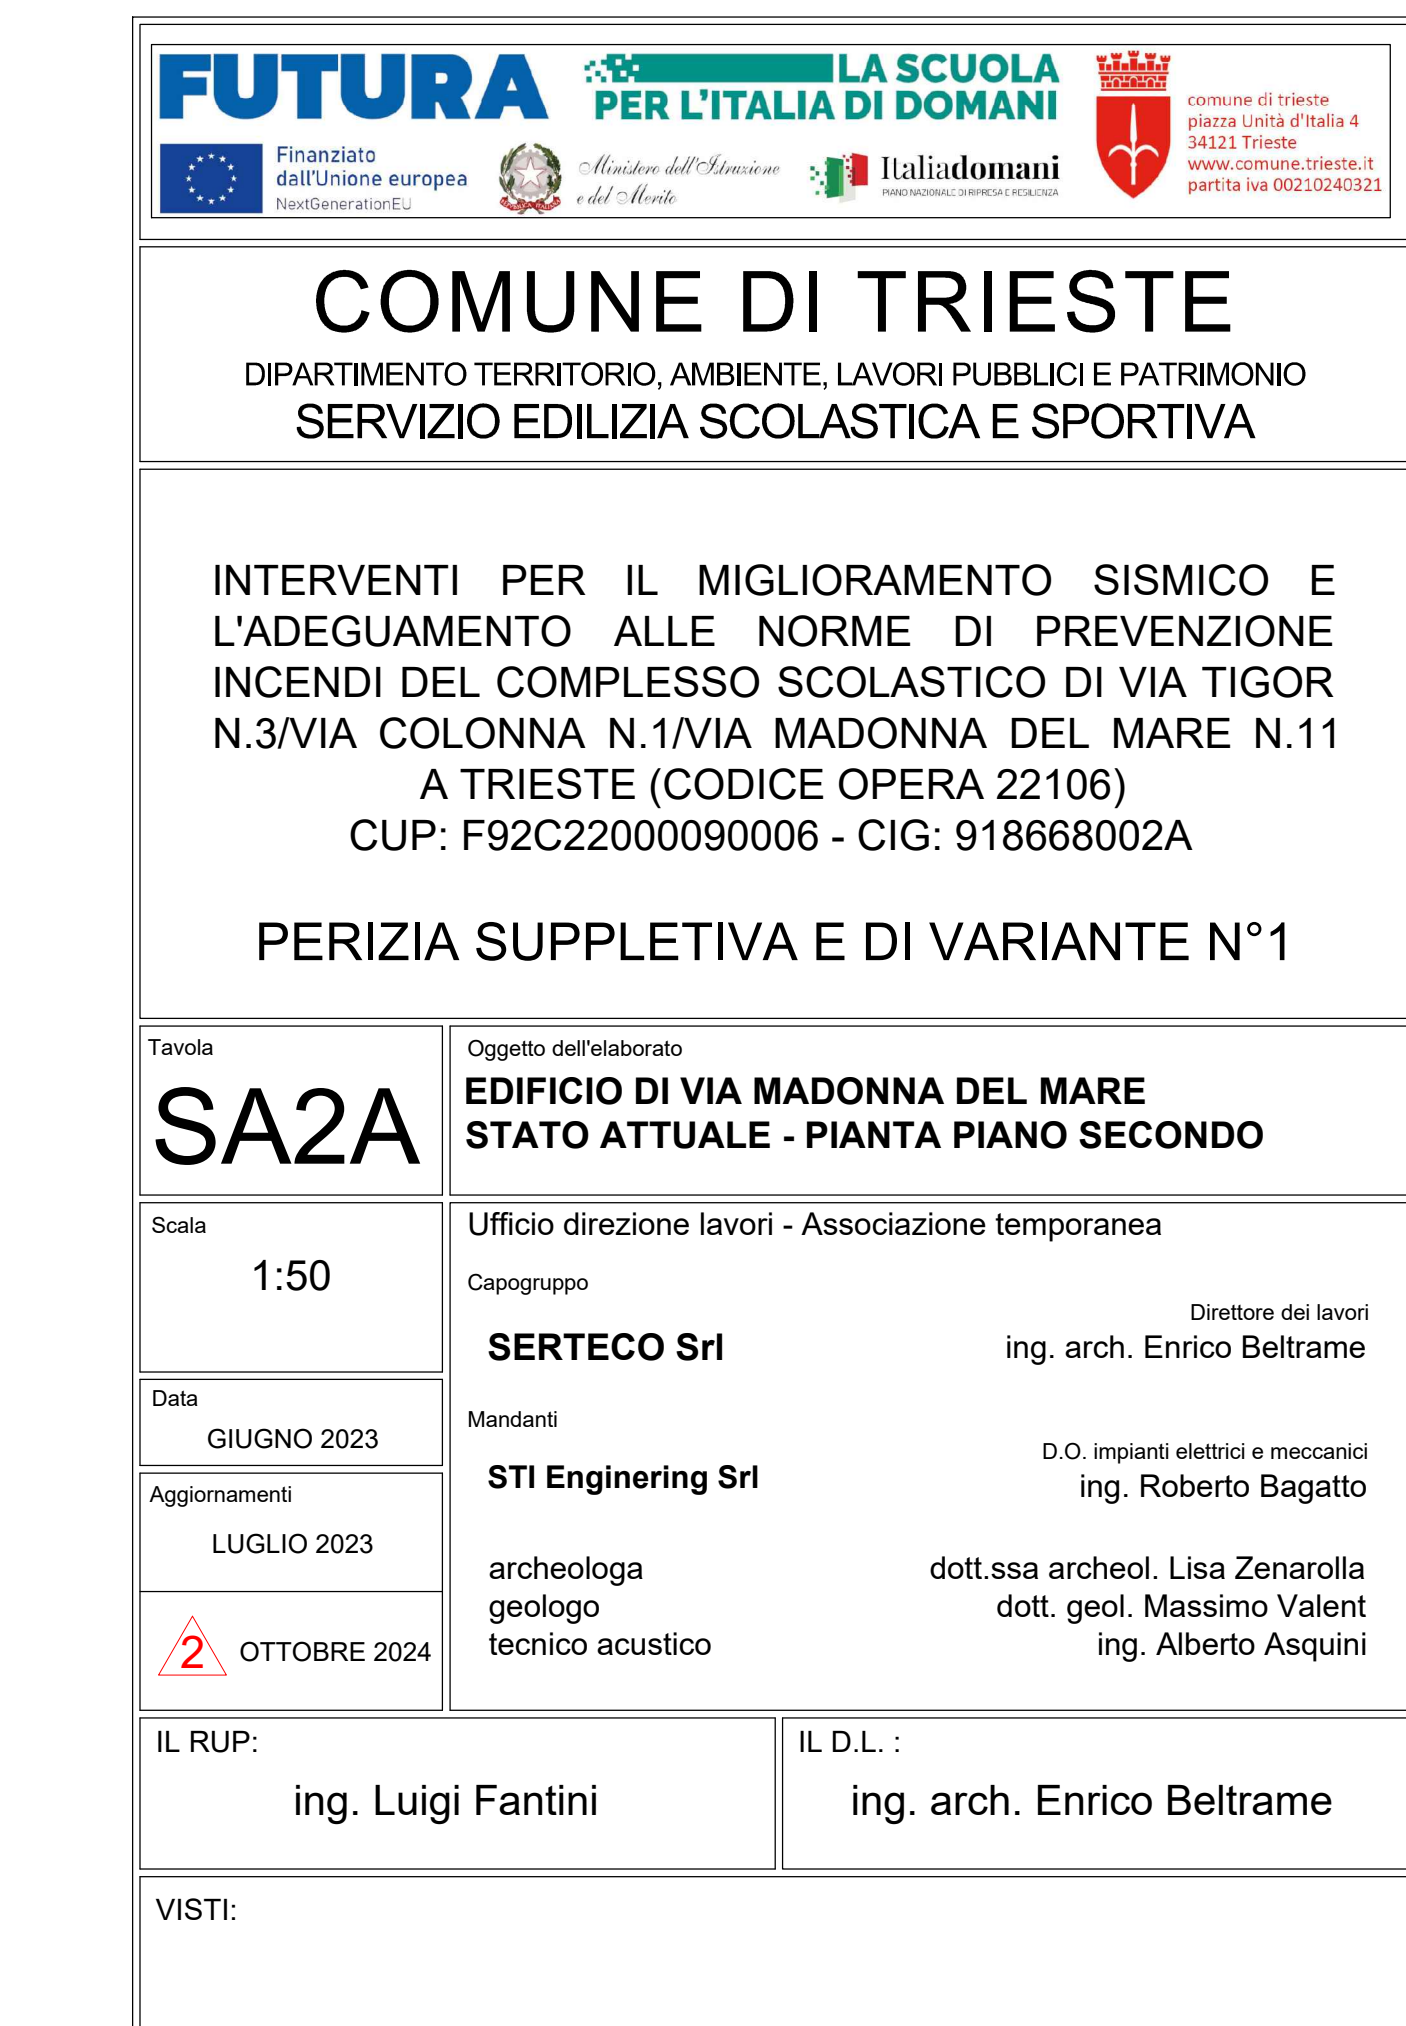 FUTURA
LA SCUOLA
PER L'ITALIA DI DOMANI
Finanziato
dall'Unione europea
NextGenerationEU
Ministero dell'Istruzione
e del Merito
Italiadomani
PIANO NAZIONALE DI RIPRESA E RESILIENZA
comune di trieste
piazza Unità d'Italia 4
34121 Trieste
www.comune.trieste.it
partita iva 00210240321
COMUNE DI TRIESTE
DIPARTIMENTO TERRITORIO, AMBIENTE, LAVORI PUBBLICI E PATRIMONIO
SERVIZIO EDILIZIA SCOLASTICA E SPORTIVA
INTERVENTI PER IL MIGLIORAMENTO SISMICO E
L'ADEGUAMENTO ALLE NORME DI PREVENZIONE
INCENDI DEL COMPLESSO SCOLASTICO DI VIA TIGOR
N.3/VIA COLONNA N.1/VIA MADONNA DEL MARE N.11
A TRIESTE (CODICE OPERA 22106)
CUP: F92C22000090006 - CIG: 918668002A
PERIZIA SUPPLETIVA E DI VARIANTE N°1
Tavola
SA2A
Oggetto dell'elaborato
EDIFICIO DI VIA MADONNA DEL MARE
STATO ATTUALE - PIANTA PIANO SECONDO
Scala
1:50
Data
GIUGNO 2023
Aggiornamenti
LUGLIO 2023
2 OTTOBRE 2024
Ufficio direzione lavori - Associazione temporanea
Capogruppo
Direttore dei lavori
SERTECO Srl ing. arch. Enrico Beltrame
Mandanti
D.O. impianti elettrici e meccanici
STI Enginering Srl ing. Roberto Bagatto
archeologa dott.ssa archeol. Lisa Zenarolla
geologo dott. geol. Massimo Valent
tecnico acustico ing. Alberto Asquini
IL RUP:
ing. Luigi Fantini
IL D.L. :
ing. arch. Enrico Beltrame
VISTI: